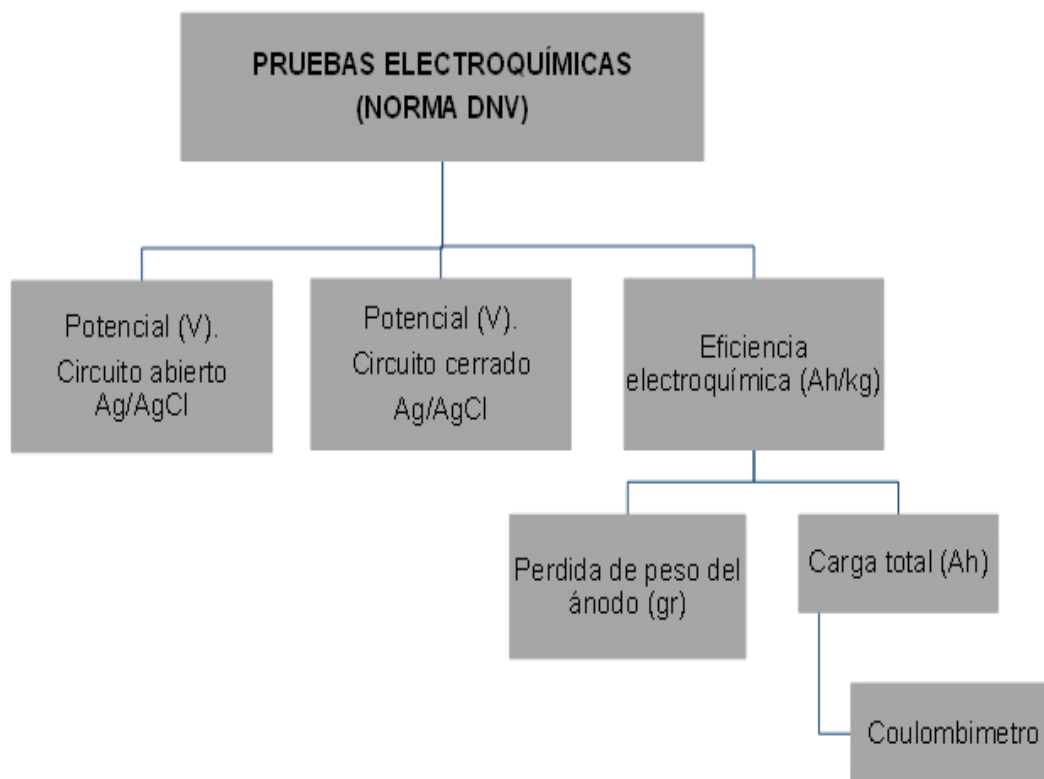 PRUEBAS ELECTROQUÍMICAS
(NORMA DNV)
Potencial (V).
Circuito abierto
Ag/AgCl
Potencial (V).
Circuito cerrado
Ag/AgCl
Eficiencia
electroquímica (Ah/kg)
Perdida de peso del
ánodo (gr)
Carga total (Ah)
Coulombimetro